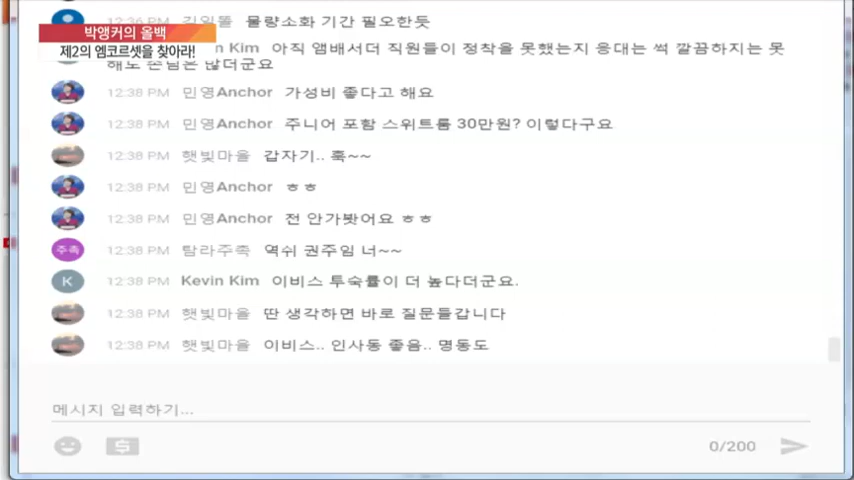 물량소화 기간 필요한듯
박앵커의 올백
제2의 엠코르셋을 찾아라!
Kim 아직 앰배서더 직원들이 정착을 못했는지 응대는 썩 깔끔하지는 못
해도 손님은 많더군요
12:38 PM 민영Anchor 가성비 좋다고 해요
12:38 PM 민영Anchor 주니어 포함 스위트룸 30만원? 이렇다구요
12:38 PM 햇빛마을 갑자기.. 훅~~
12:38 PM 민영Anchor ㅎㅎ
12:38 PM 민영Anchor 전 안가봣어요 ㅎㅎ
주족 12:38 PM 탐라주족 역쉬 권주임 너~~
K 12:38 PM Kevin Kim 이비스 투숙률이 더 높다더군요.
12:38 PM 햇빛마을 딴 생각하면 바로 질문들갑니다
12:38 PM 햇빛마을 이비스.. 인사동 좋음.. 명동도
메시지 입력하기...
0/200